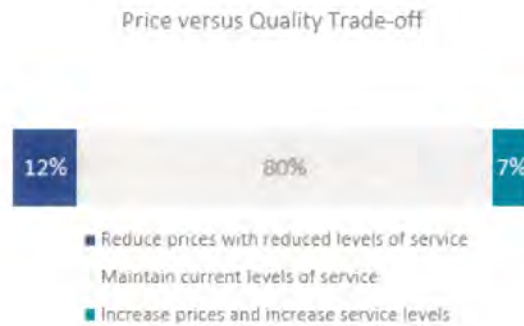 Price versus Quality Trade-off
12% 80% 7%
Reduce prices with reduced levels of service
Maintain current levels of service
Increase prices and increase service levels